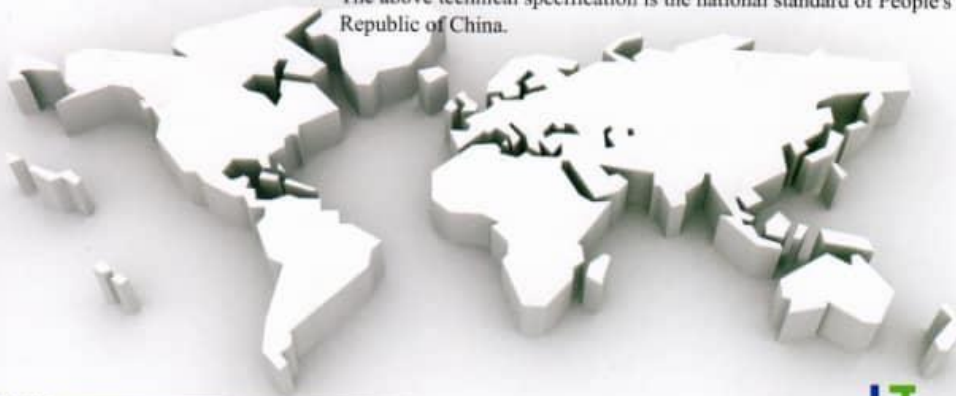 The above technical specification is the national standard of People's
Republic of China.